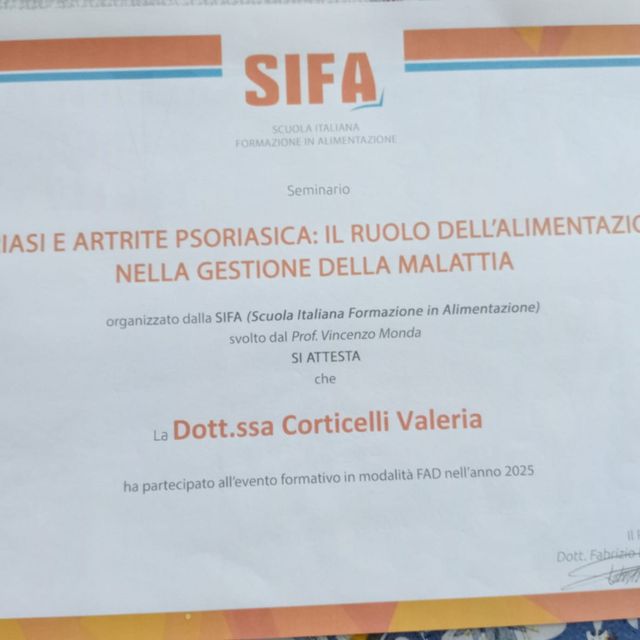 SIFA
SCUOLA ITALIANA
FORMAZIONE IN ALIMENTAZIONE
Seminario
IASI E ARTRITE PSORIASICA: IL RUOLO DELL'ALIMENTAZIO
NELLA GESTIONE DELLA MALATTIA
organizzato dalla SIFA (Scuola Italiana Formazione in Alimentazione)
svolto dal Prof. Vincenzo Monda
SI ATTESTA
che
La Dott.ssa Corticelli Valeria
ha partecipato all'evento formativo in modalità FAD nell'anno 2025
Il
Dott. Fabrizio